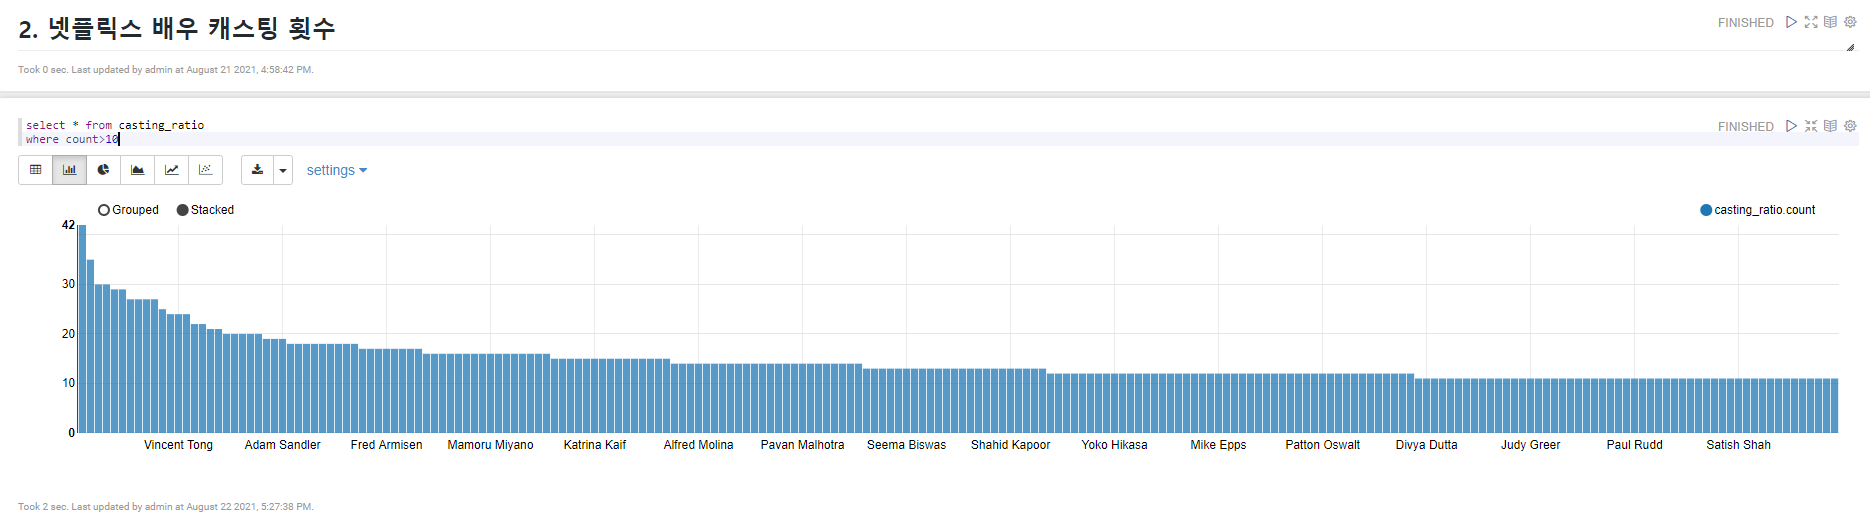 2. 넷플릭스 배우 캐스팅 횟수
FINISHED
Took 0 sec. Last updated by admin at August 21 2021, 4:58:42 PM.
select * from casting_ratio
where count>10
FINISHED
settings
Grouped Stacked
casting_ratio.count
42
30
20
10
0
Vincent Tong Adam Sandler Fred Armisen Mamoru Miyano Katrina Kaif Alfred Molina Pavan Malhotra Seema Biswas Shahid Kapoor Yoko Hikasa Mike Epps Patton Oswalt Divya Dutta Judy Greer Paul Rudd Satish Shah
Took 2 sec. Last updated by admin at August 22 2021, 5:27:38 PM.